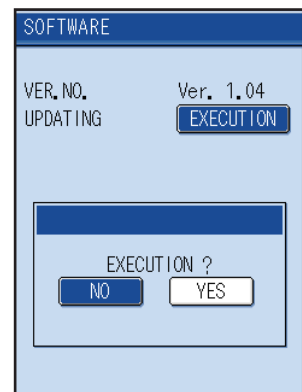 SOFTWARE
VER.NO. Ver. 1.04
UPDATING EXECUTION
EXECUTION ?
NO YES